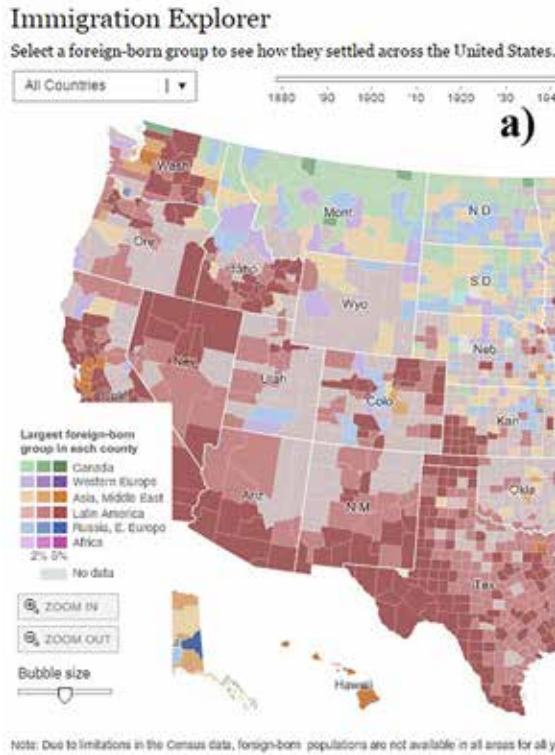 Immigration Explorer
Select a foreign-born group to see how they settled across the United States.
All Countries
1880 '90 1900 '10 1920 '30 194
a)
Wash
Mont
N.D.
Ore
Idaho
S.D.
Wyo
Neb
Nev
Utah
Colo
Kan
Calif
Okla
Ariz
N.M.
Tex
Largest foreign-born
group in each county
Canada
Western Europe
Asia, Middle East
Latin America
Russia, E. Europe
Africa
2% 5%
No data
ZOOM IN
ZOOM OUT
Bubble size
Hawaii
Note: Due to limitations in the Census data, foreign-born populations are not available in all areas for all y